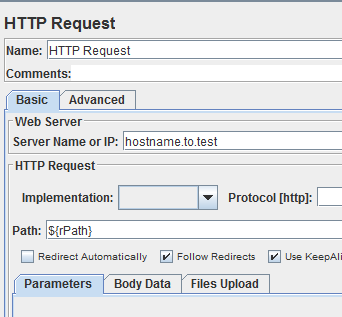 HTTP Request
Name: HTTP Request
Comments:
Basic Advanced
Web Server
Server Name or IP: hostname.to.test
HTTP Request
Implementation: Protocol [http]:
Path: ${rPath}
Redirect Automatically Follow Redirects Use KeepAli
Parameters Body Data Files Upload